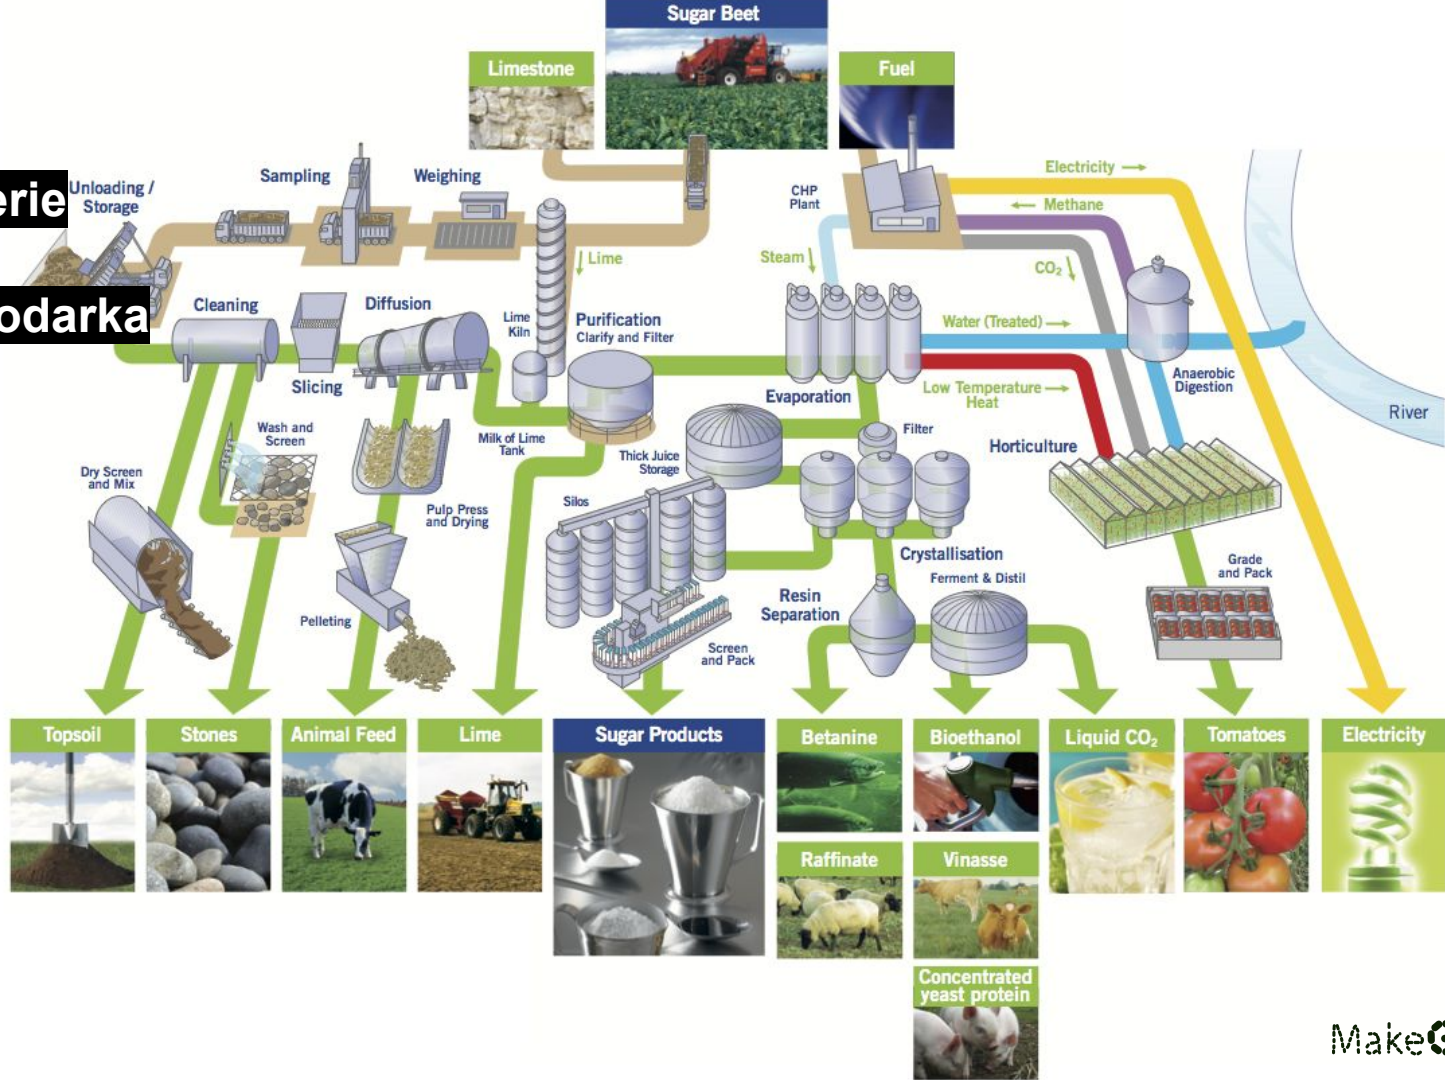 Sugar Beet
Limestone
Fuel
erie
odarka
Unloading /
Storage
Sampling
Weighing
CHP
Plant
Electricity
Methane
CO₂
Steam
Lime
Cleaning
Slicing
Diffusion
Lime
Kiln
Purification
Clarify and Filter
Water (Treated)
Low Temperature
Heat
Evaporation
Anaerobic
Digestion
River
Wash and
Screen
Dry Screen
and Mix
Milk of Lime
Tank
Thick Juice
Storage
Filter
Horticulture
Pulp Press
and Drying
Silos
Crystallisation
Ferment & Distil
Grade
and Pack
Pelleting
Resin
Separation
Screen
and Pack
Topsoil
Stones
Animal Feed
Lime
Sugar Products
Betanine
Bioethanol
Liquid CO₂
Tomatoes
Electricity
Raffinate
Vinasse
Concentrated
yeast protein
Make